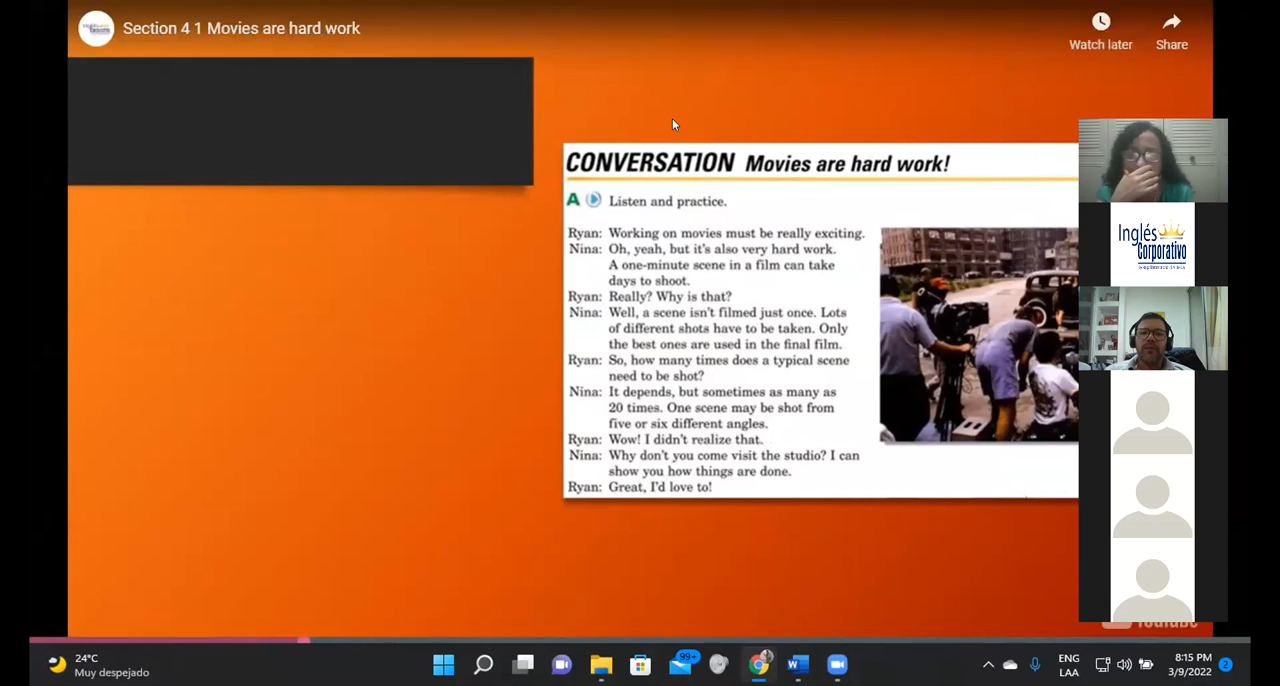 Section 4 1 Movies are hard work
Watch later
Share
CONVERSATION Movies are hard work!
A Listen and practice.
Ryan: Working on movies must be really exciting.
Nina: Oh, yeah, but it's also very hard work.
A one-minute scene in a film can take
days to shoot.
Ryan: Really? Why is that?
Nina: Well, a scene isn't filmed just once. Lots
of different shots have to be taken. Only
the best ones are used in the final film.
Ryan: So, how many times does a typical scene
need to be shot?
Nina: It depends, but sometimes as many as
20 times. One scene may be shot from
five or six different angles.
Ryan: Wow! I didn't realize that.
Nina: Why don't you come visit the studio? I can
show you how things are done.
Ryan: Great, I'd love to!
Inglés
Corporativo
24°C
Muy despejado
99+
ENG
LAA
8:15 PM
3/9/2022
2